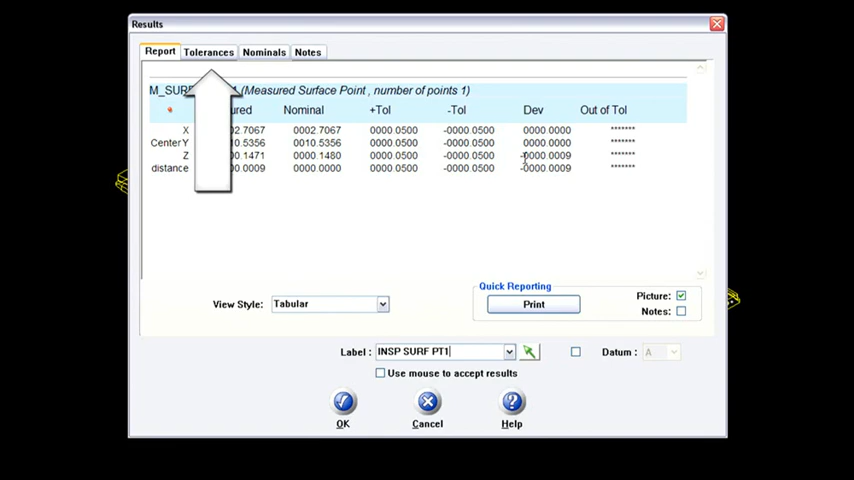 Results
Report Tolerances Nominals Notes
(Measured Surface Point , number of points 1)
Nominal +Tol -Tol Dev Out of Tol
X 0002.7067 0000.0500 -0000.0500 0000.0000 *******
Center Y 0010.5356 0000.0500 -0000.0500 0000.0000 *******
Z 0000.1480 0000.0500 -0000.0500 -0000.0009 *******
distance 0000.0000 0000.0500 -0000.0500 -0000.0009 *******
Quick Reporting
View Style: Tabular Print Picture:
Notes:
Label : INSP SURF PT1 Datum : A
Use mouse to accept results
OK Cancel Help